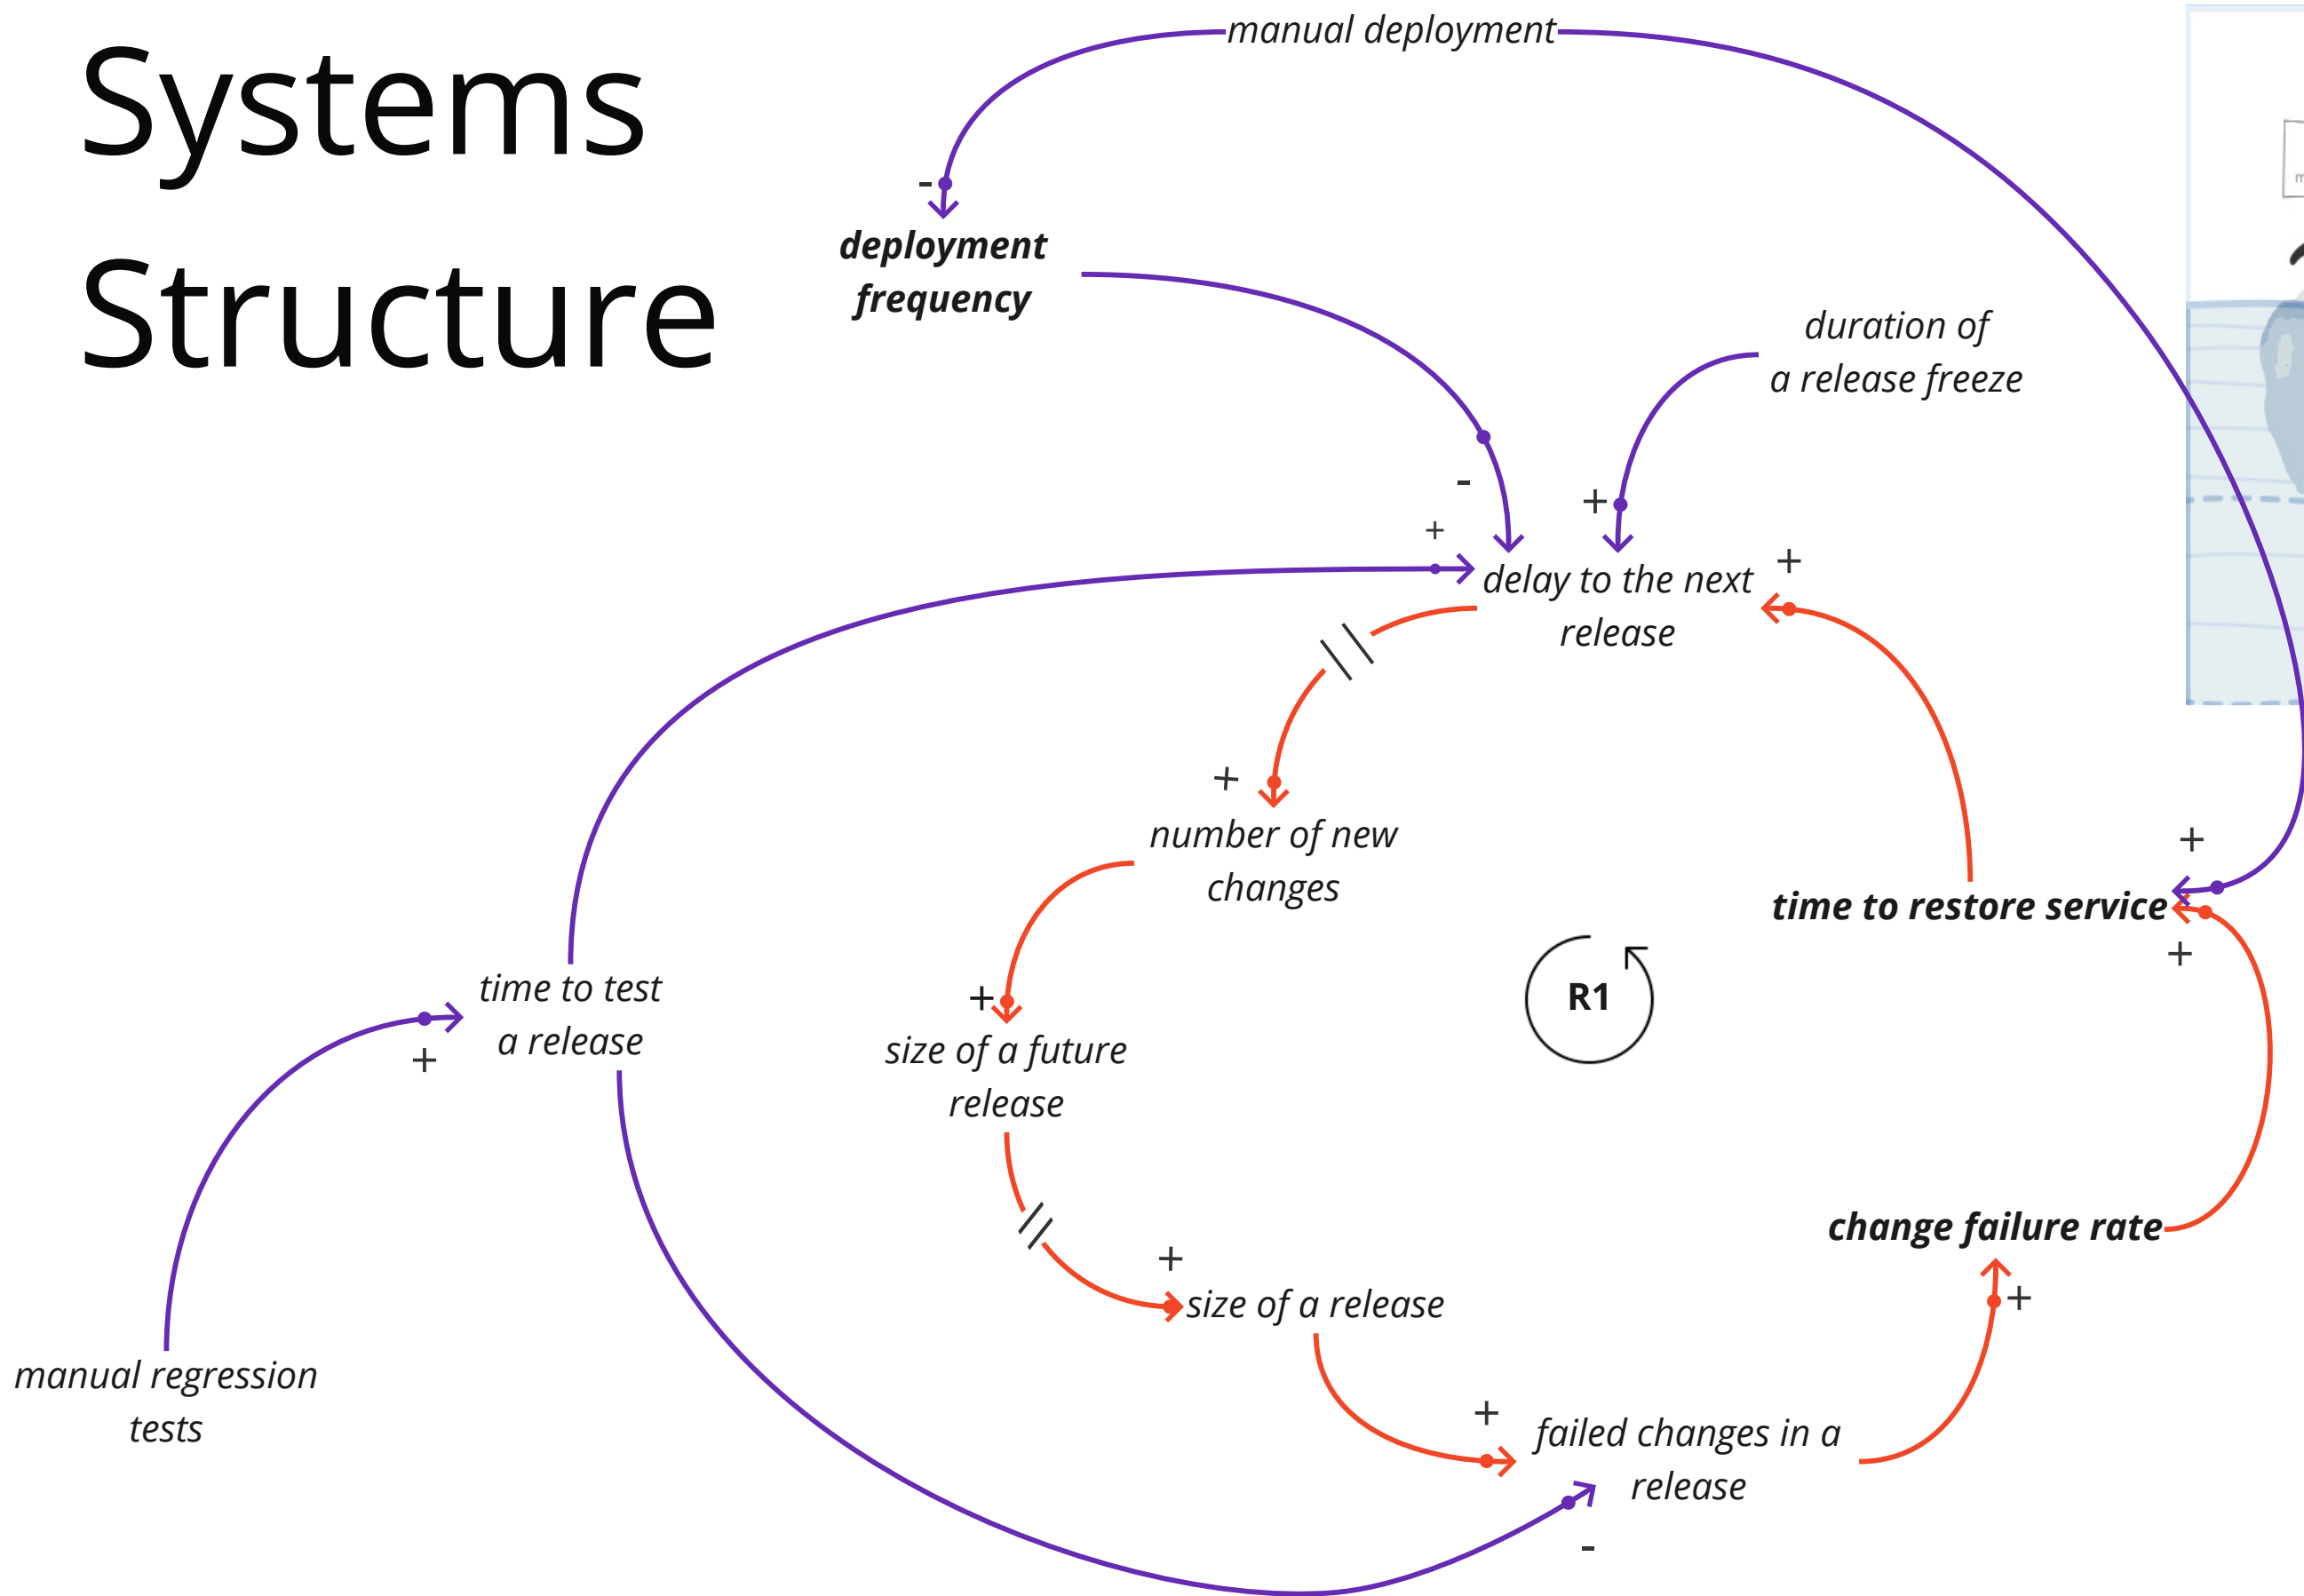 Systems
Structure
manual deployment
-
deployment
frequency
duration of
a release freeze
-
+
+
delay to the next
release
+
+
number of new
changes
+
time to restore service
+
R1
+
size of a future
release
time to test
a release
+
+
size of a release
change failure rate
+
manual regression
tests
+
failed changes in a
release
-